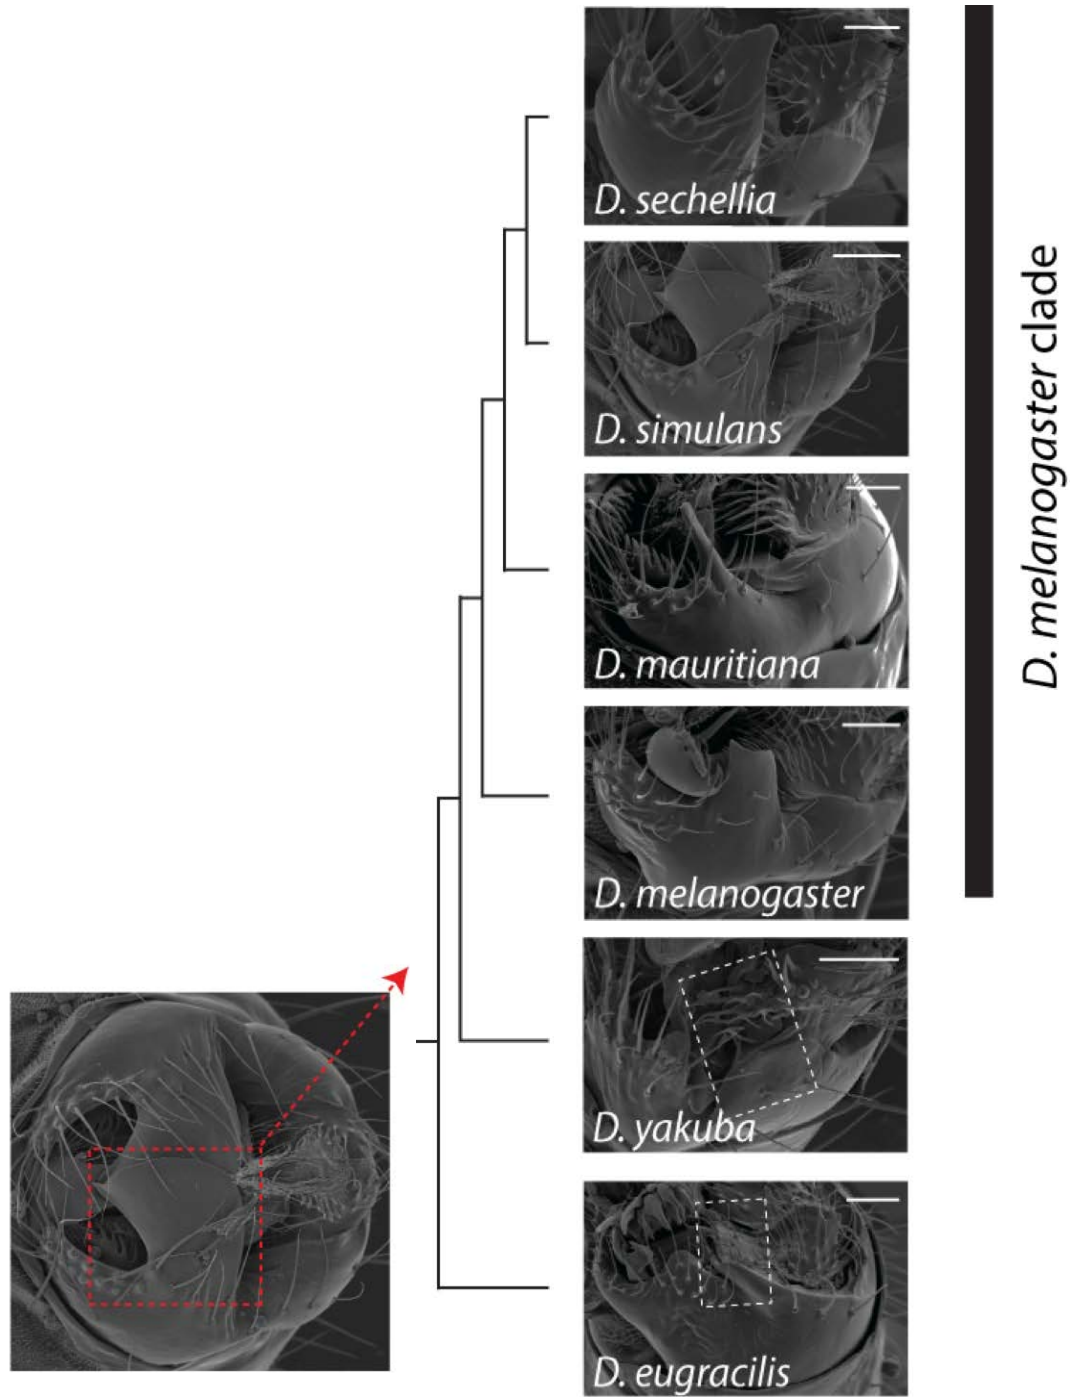 D. sechellia
D. simulans
D. mauritiana
D. melanogaster
D. yakuba
D. eugracilis
D. melanogaster clade